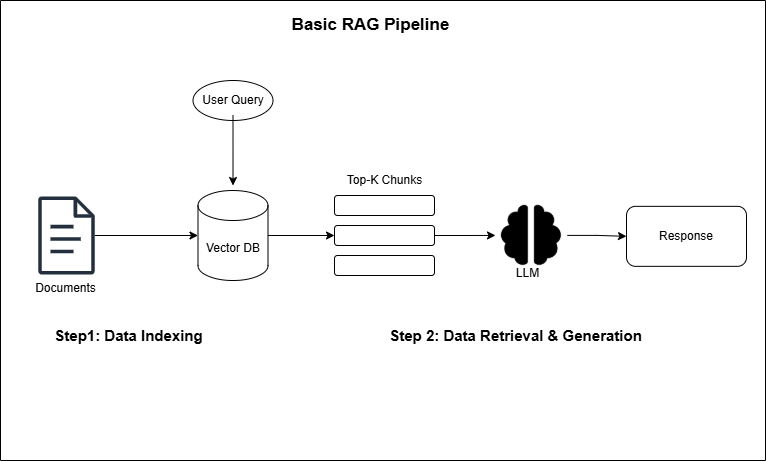 Basic RAG Pipeline
User Query
Top-K Chunks
Vector DB
Response
LLM
Documents
Step1: Data Indexing
Step 2: Data Retrieval & Generation